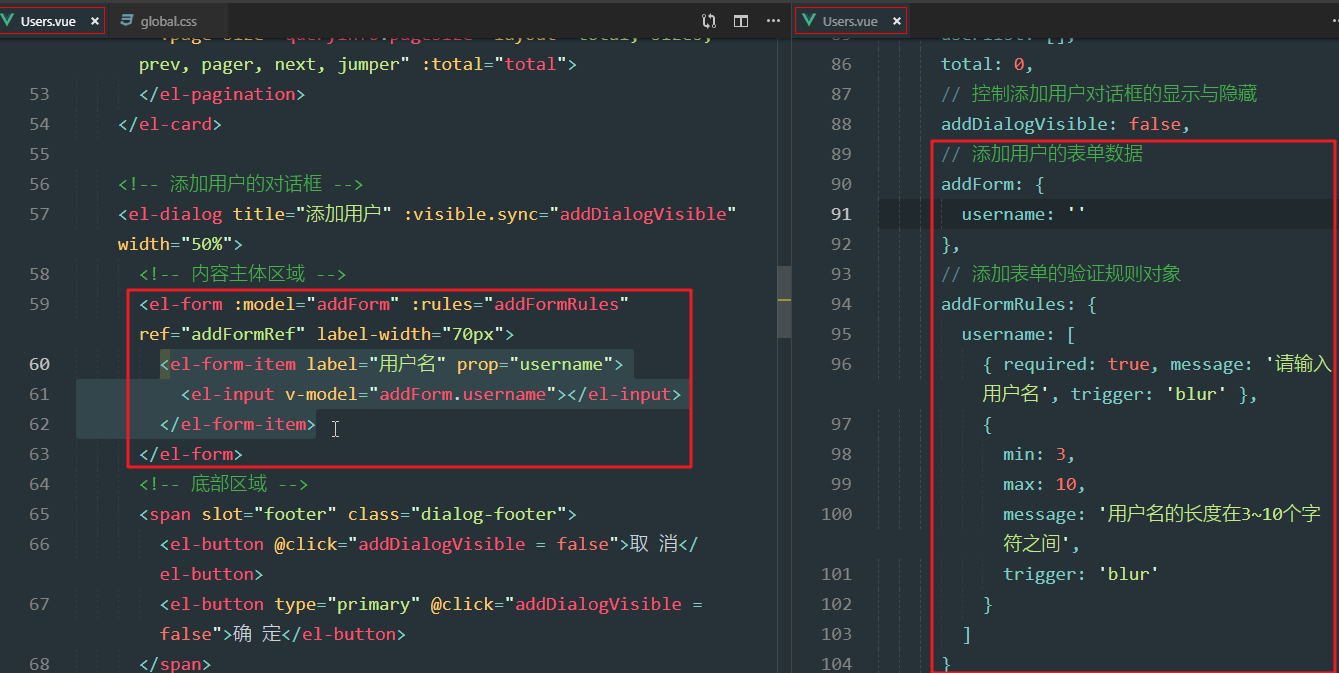 Users.vue × global.css
:page-size="queryInfo.pagesize" layout="total, sizes,
prev, pager, next, jumper" :total="total">
53 </el-pagination>
54 </el-card>
55
56 <!-- 添加用户的对话框 -->
57 <el-dialog title="添加用户" :visible.sync="addDialogVisible"
width="50%">
58 <!-- 内容主体区域 -->
59 <el-form :model="addForm" :rules="addFormRules"
ref="addFormRef" label-width="70px">
60 <el-form-item label="用户名" prop="username">
61 <el-input v-model="addForm.username"></el-input>
62 </el-form-item>
63 </el-form>
64 <!-- 底部区域 -->
65 <span slot="footer" class="dialog-footer">
66 <el-button @click="addDialogVisible = false">取 消</
el-button>
67 <el-button type="primary" @click="addDialogVisible =
false">确 定</el-button>
68 </span>
Users.vue ×
85 userlist: [],
86 total: 0,
87 // 控制添加用户对话框的显示与隐藏
88 addDialogVisible: false,
89 // 添加用户的表单数据
90 addForm: {
91 username: ''
92 },
93 // 添加表单的验证规则对象
94 addFormRules: {
95 username: [
96 { required: true, message: '请输入
用户名', trigger: 'blur' },
97 {
98 min: 3,
99 max: 10,
100 message: '用户名的长度在3~10个字
符之间',
101 trigger: 'blur'
102 }
103 ]
104 }